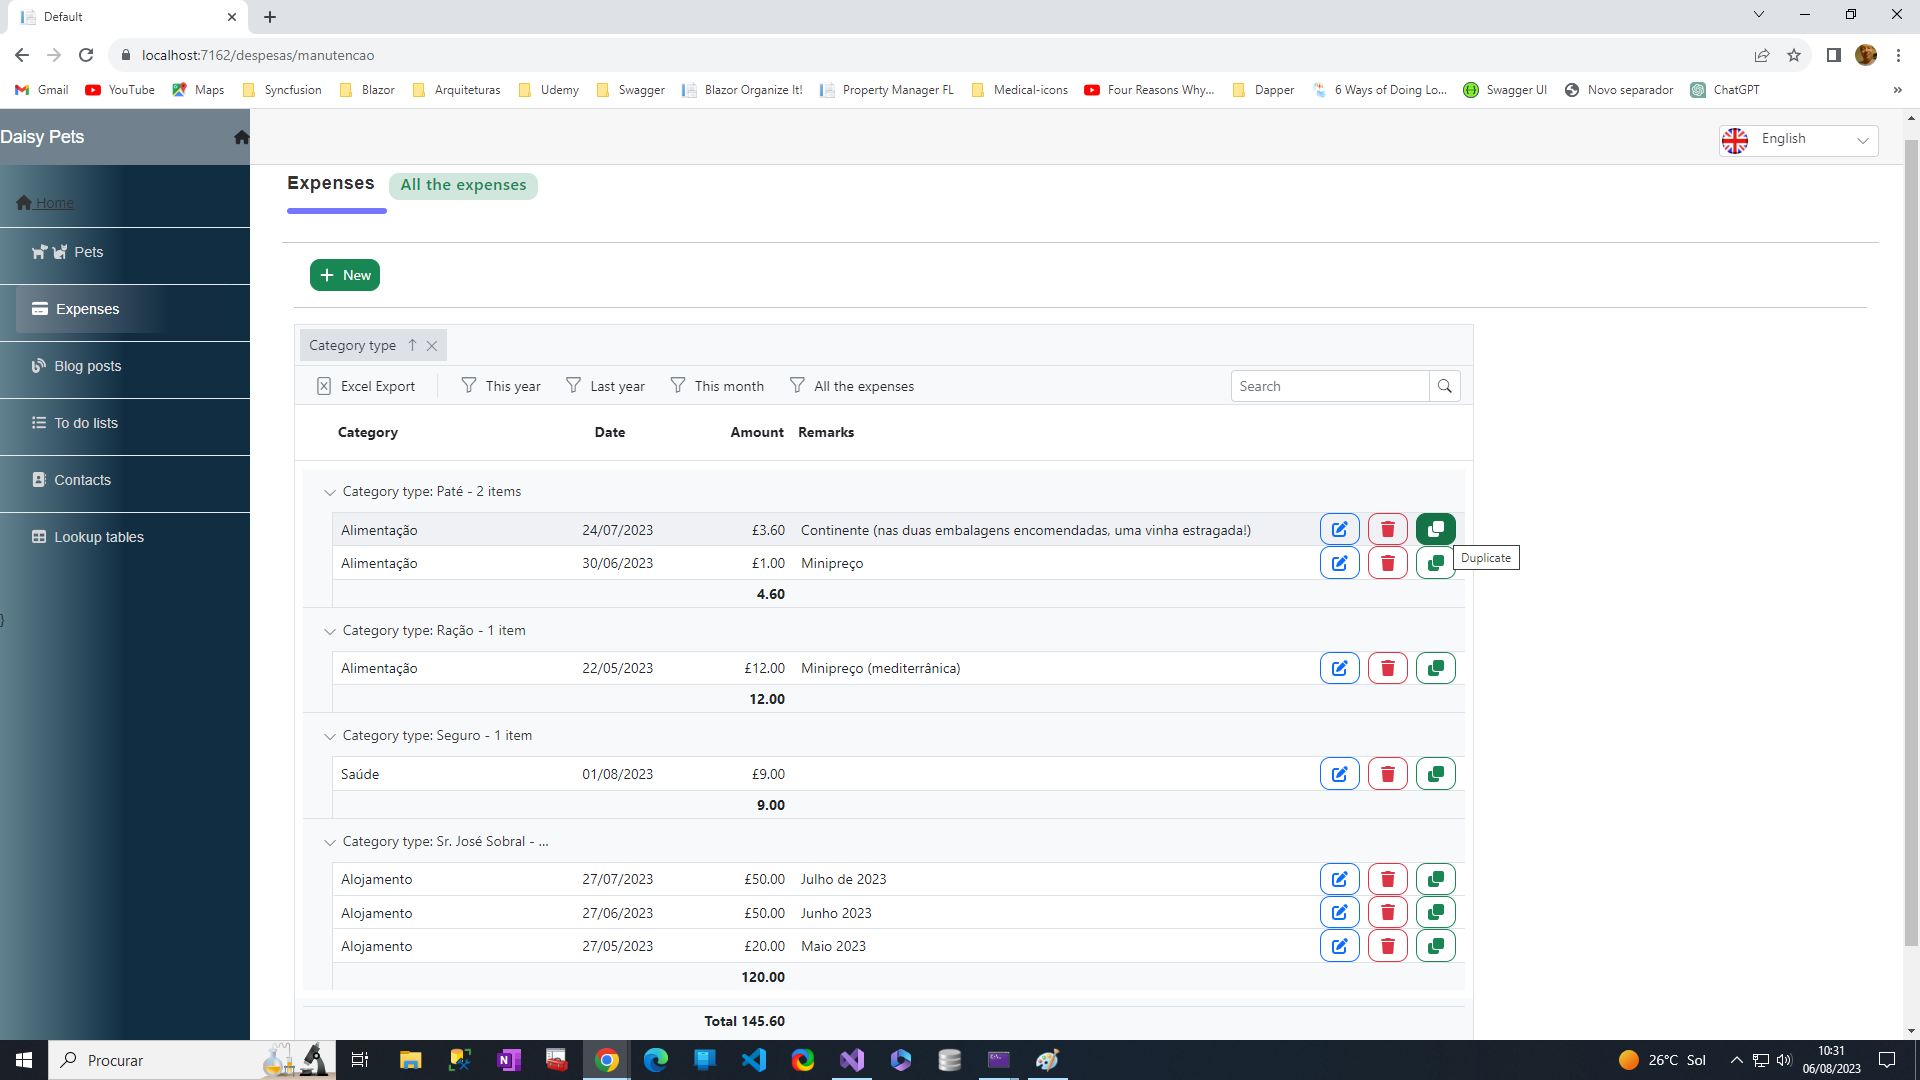 Default
localhost:7162/despesas/manutencao
Gmail YouTube Maps Syncfusion Blazor Arquiteturas Udemy Swagger Blazor Organize It! Property Manager FL Medical-icons Four Reasons Why... Dapper 6 Ways of Doing Lo... Swagger UI Novo separador ChatGPT »
Daisy Pets
English
Home
Pets
Expenses
Blog posts
To do lists
Contacts
Lookup tables
}
Expenses All the expenses
+ New
Category type
Excel Export This year Last year This month All the expenses Search
Category Date Amount Remarks
Category type: Paté - 2 items
Alimentação 24/07/2023 £3.60 Continente (nas duas embalagens encomendadas, uma vinha estragada!)
Duplicate
Alimentação 30/06/2023 £1.00 Minipreço
4.60
Category type: Ração - 1 item
Alimentação 22/05/2023 £12.00 Minipreço (mediterrânica)
12.00
Category type: Seguro - 1 item
Saúde 01/08/2023 £9.00
9.00
Category type: Sr. José Sobral - ...
Alojamento 27/07/2023 £50.00 Julho de 2023
Alojamento 27/06/2023 £50.00 Junho 2023
Alojamento 27/05/2023 £20.00 Maio 2023
120.00
Total 145.60
Procurar
26°C Sol
10:31
06/08/2023